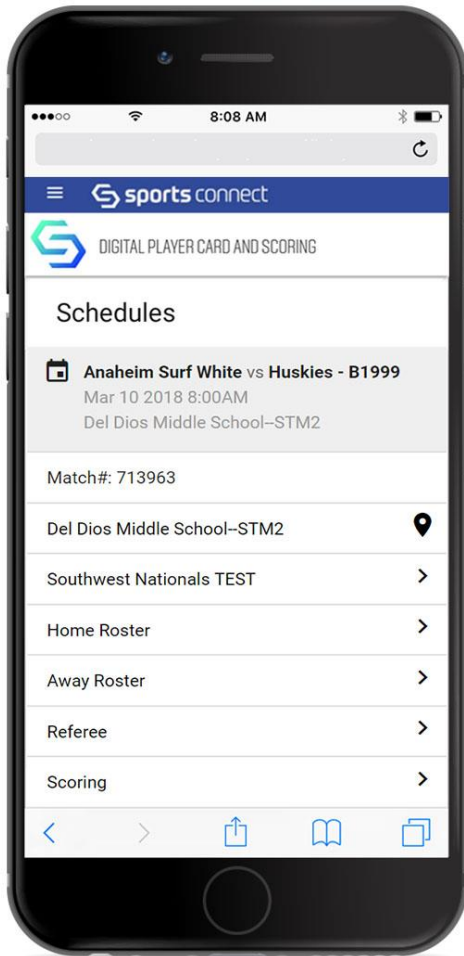 8:08 AM
sports connect
DIGITAL PLAYER CARD AND SCORING
Schedules
Anaheim Surf White vs Huskies - B1999
Mar 10 2018 8:00AM
Del Dios Middle School--STM2
Match#: 713963
Del Dios Middle School--STM2
Southwest Nationals TEST
Home Roster
Away Roster
Referee
Scoring